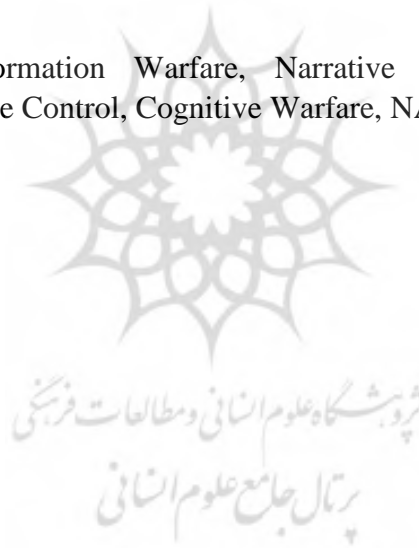 ormation Warfare, Narrative
e Control, Cognitive Warfare, NA
پژوهشگاه علوم انسانی و مطالعات فرهنگی
پرتال جامع علوم انسانی